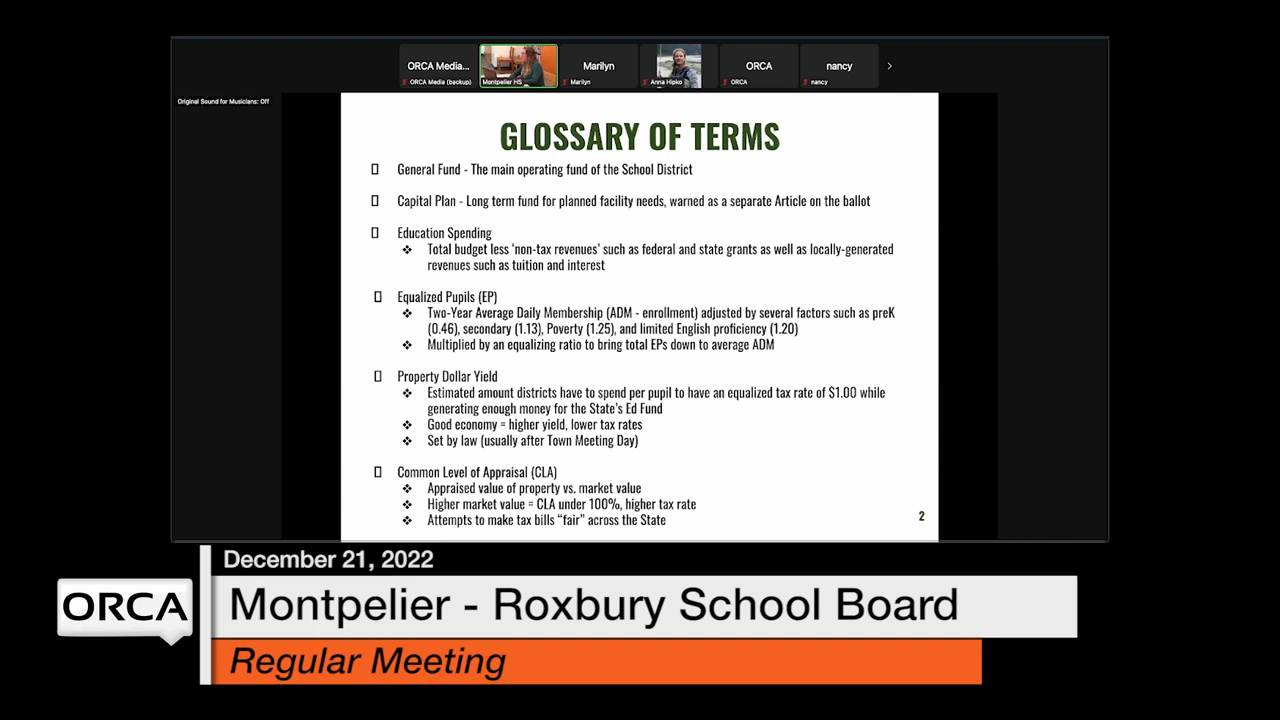 ORCA Media...
Marilyn
ORCA
nancy
ORCA Media (backup)
Montpelier HS
Marilyn
Anna Hipko
ORCA
nancy
Original Sound for Musicians: Off
GLOSSARY OF TERMS
General Fund - The main operating fund of the School District
Capital Plan - Long term fund for planned facility needs, warned as a separate Article on the ballot
Education Spending
❖ Total budget less ‘non-tax revenues’ such as federal and state grants as well as locally-generated
revenues such as tuition and interest
Equalized Pupils (EP)
❖ Two-Year Average Daily Membership (ADM - enrollment) adjusted by several factors such as preK
(0.46), secondary (1.13), Poverty (1.25), and limited English proficiency (1.20)
❖ Multiplied by an equalizing ratio to bring total EPs down to average ADM
Property Dollar Yield
❖ Estimated amount districts have to spend per pupil to have an equalized tax rate of $1.00 while
generating enough money for the State’s Ed Fund
❖ Good economy = higher yield, lower tax rates
❖ Set by law (usually after Town Meeting Day)
Common Level of Appraisal (CLA)
❖ Appraised value of property vs. market value
❖ Higher market value = CLA under 100%, higher tax rate
❖ Attempts to make tax bills “fair” across the State
2
December 21, 2022
ORCA
Montpelier - Roxbury School Board
Regular Meeting